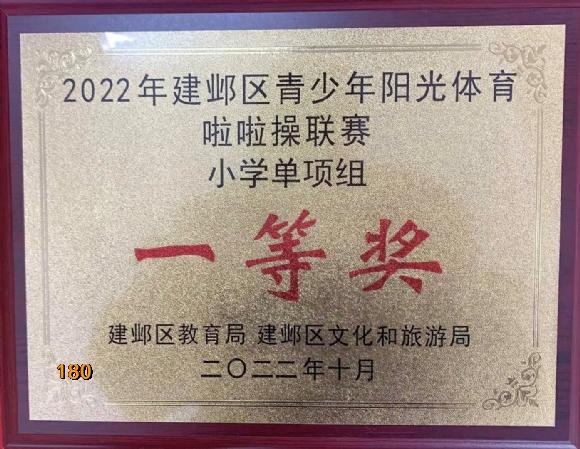 2022年建邺区青少年阳光体育
啦啦操联赛
小学单项组
一等奖
建邺区教育局 建邺区文化和旅游局
二〇二二年十月
180